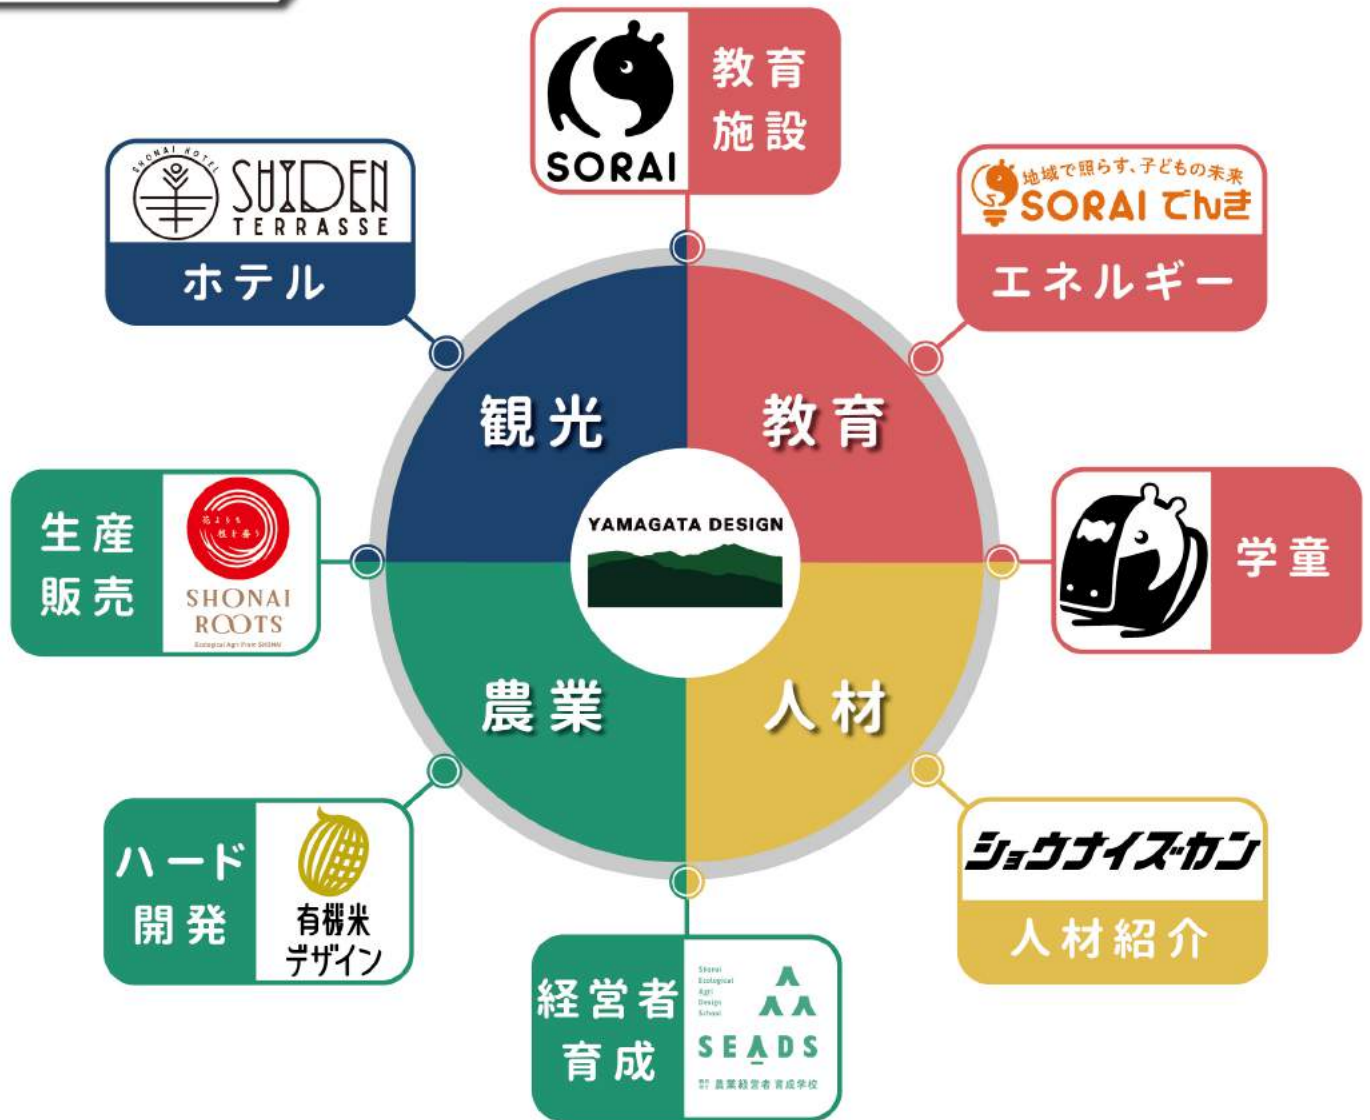 SORAI
教育
施設
SHONAI HOTEL
SUIDEN
TERRASSE
ホテル
地域で照らす、子どもの未来
SORAI でんき
エネルギー
観光
教育
YAMAGATA DESIGN
生産
販売
SHONAI
ROOTS
Ecological Agri From SHONAI
学童
農業
人材
ハード
開発
有機米
デザイン
ショウナイズカン
人材紹介
経営者
育成
Shonai
Ecological
Agri
Design
School
SEADS
農業経営者育成学校